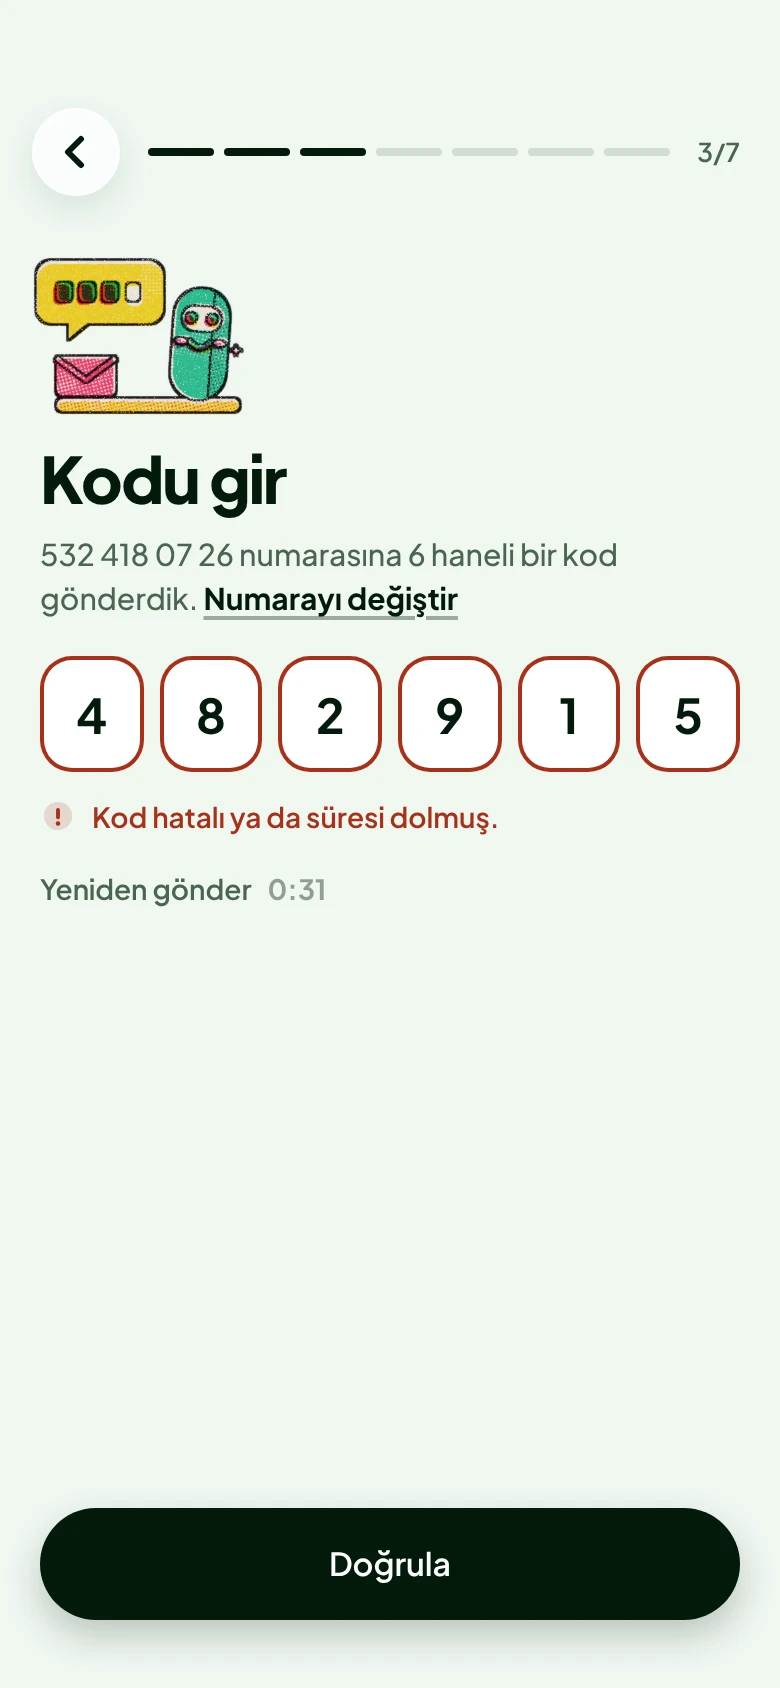 3/7
Kodu gir
532 418 07 26 numarasına 6 haneli bir kod
gönderdik. Numarayı değiştir
4 8 2 9 1 5
! Kod hatalı ya da süresi dolmuş.
Yeniden gönder 0:31
Doğrula